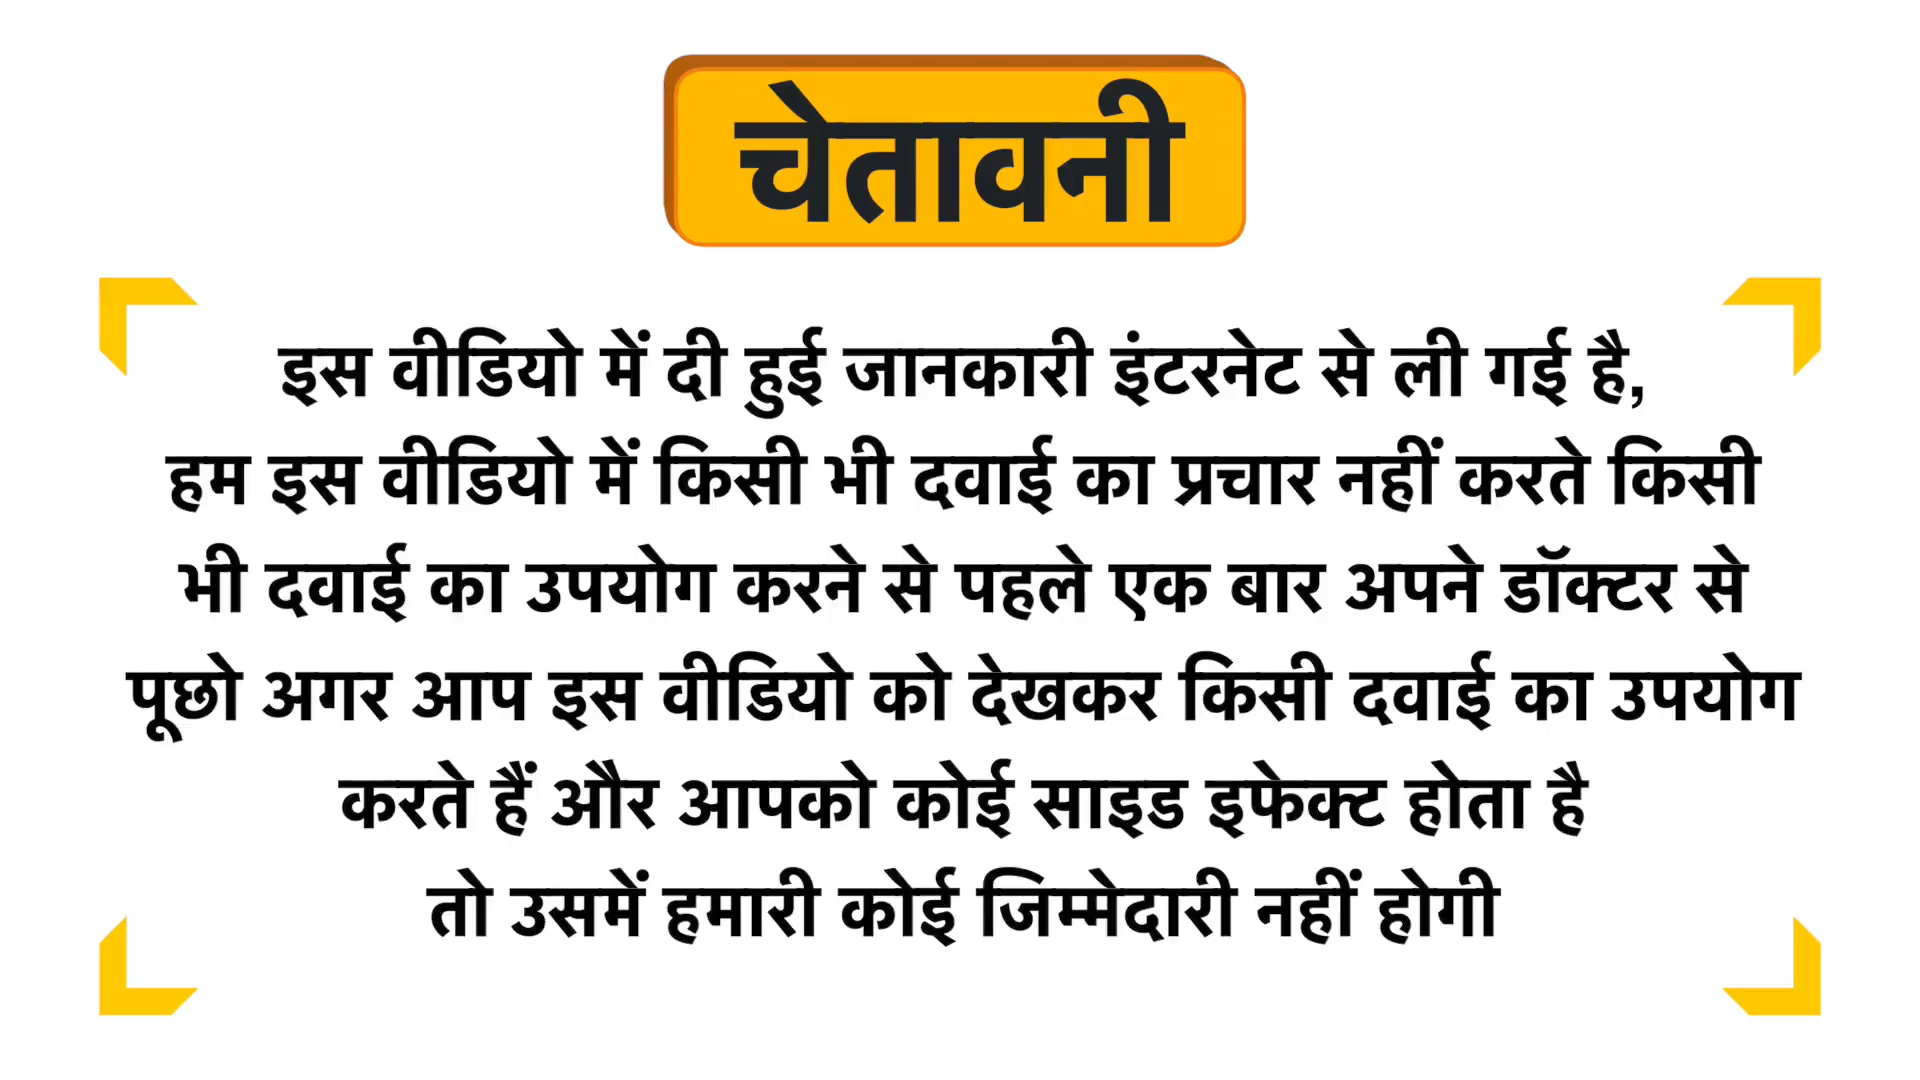 चेतावनी
इस वीडियो में दी हुई जानकारी इंटरनेट से ली गई है,
हम इस वीडियो में किसी भी दवाई का प्रचार नहीं करते किसी
भी दवाई का उपयोग करने से पहले एक बार अपने डॉक्टर से
पूछो अगर आप इस वीडियो को देखकर किसी दवाई का उपयोग
करते हैं और आपको कोई साइड इफेक्ट होता है
तो उसमें हमारी कोई जिम्मेदारी नहीं होगी